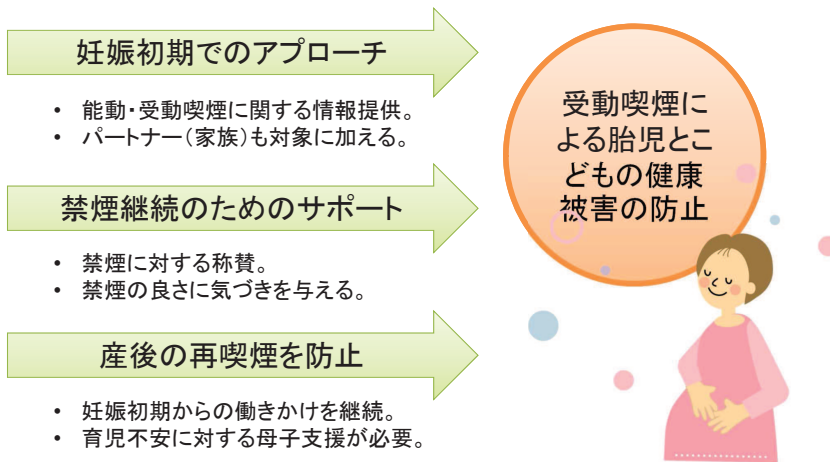 妊娠初期でのアプローチ
• 能動・受動喫煙に関する情報提供。
• パートナー（家族）も対象に加える。
禁煙継続のためのサポート
• 禁煙に対する称賛。
• 禁煙の良さに気づきを与える。
産後の再喫煙を防止
• 妊娠初期からの働きかけを継続。
• 育児不安に対する母子支援が必要。
受動喫煙に
よる胎児とこ
どもの健康
被害の防止